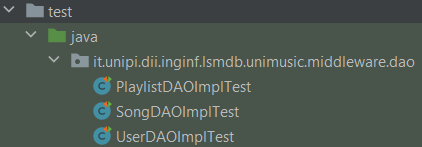 test
java
it.unipi.dii.inginf.lsmdb.unimusic.middleware.dao
PlaylistDAOImplTest
SongDAOImplTest
UserDAOImplTest